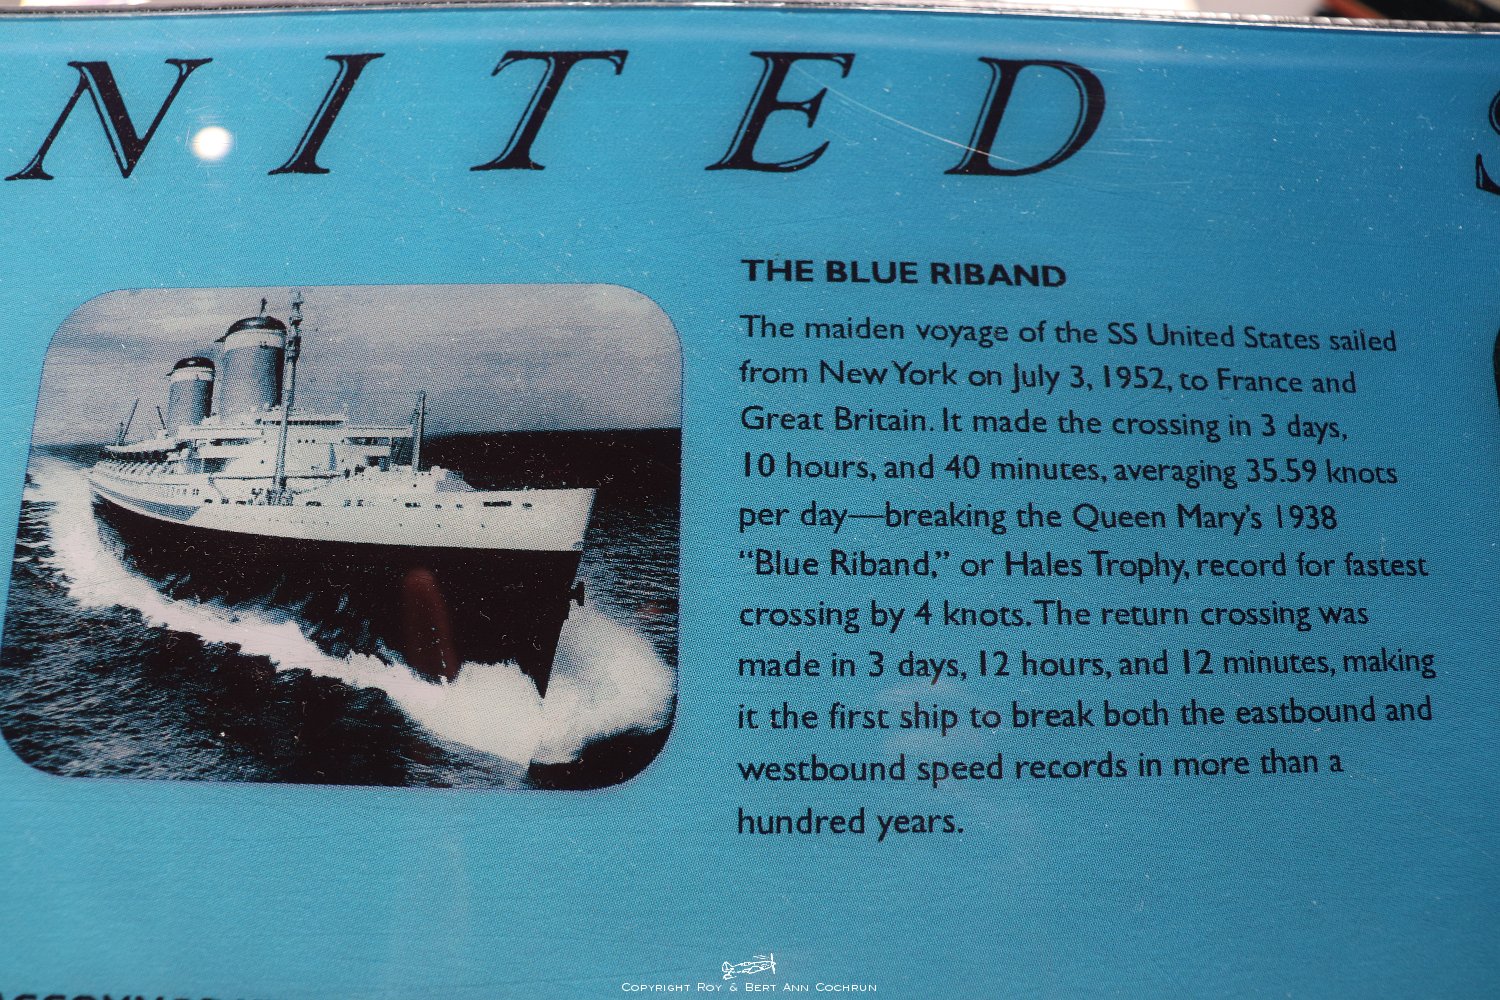 NITED
THE BLUE RIBAND
The maiden voyage of the SS United States sailed
from New York on July 3, 1952, to France and
Great Britain. It made the crossing in 3 days,
10 hours, and 40 minutes, averaging 35.59 knots
per day—breaking the Queen Mary's 1938
“Blue Riband,” or Hales Trophy, record for fastest
crossing by 4 knots. The return crossing was
made in 3 days, 12 hours, and 12 minutes, making
it the first ship to break both the eastbound and
westbound speed records in more than a
hundred years.
Copyright Roy & Bert Ann Cochrun